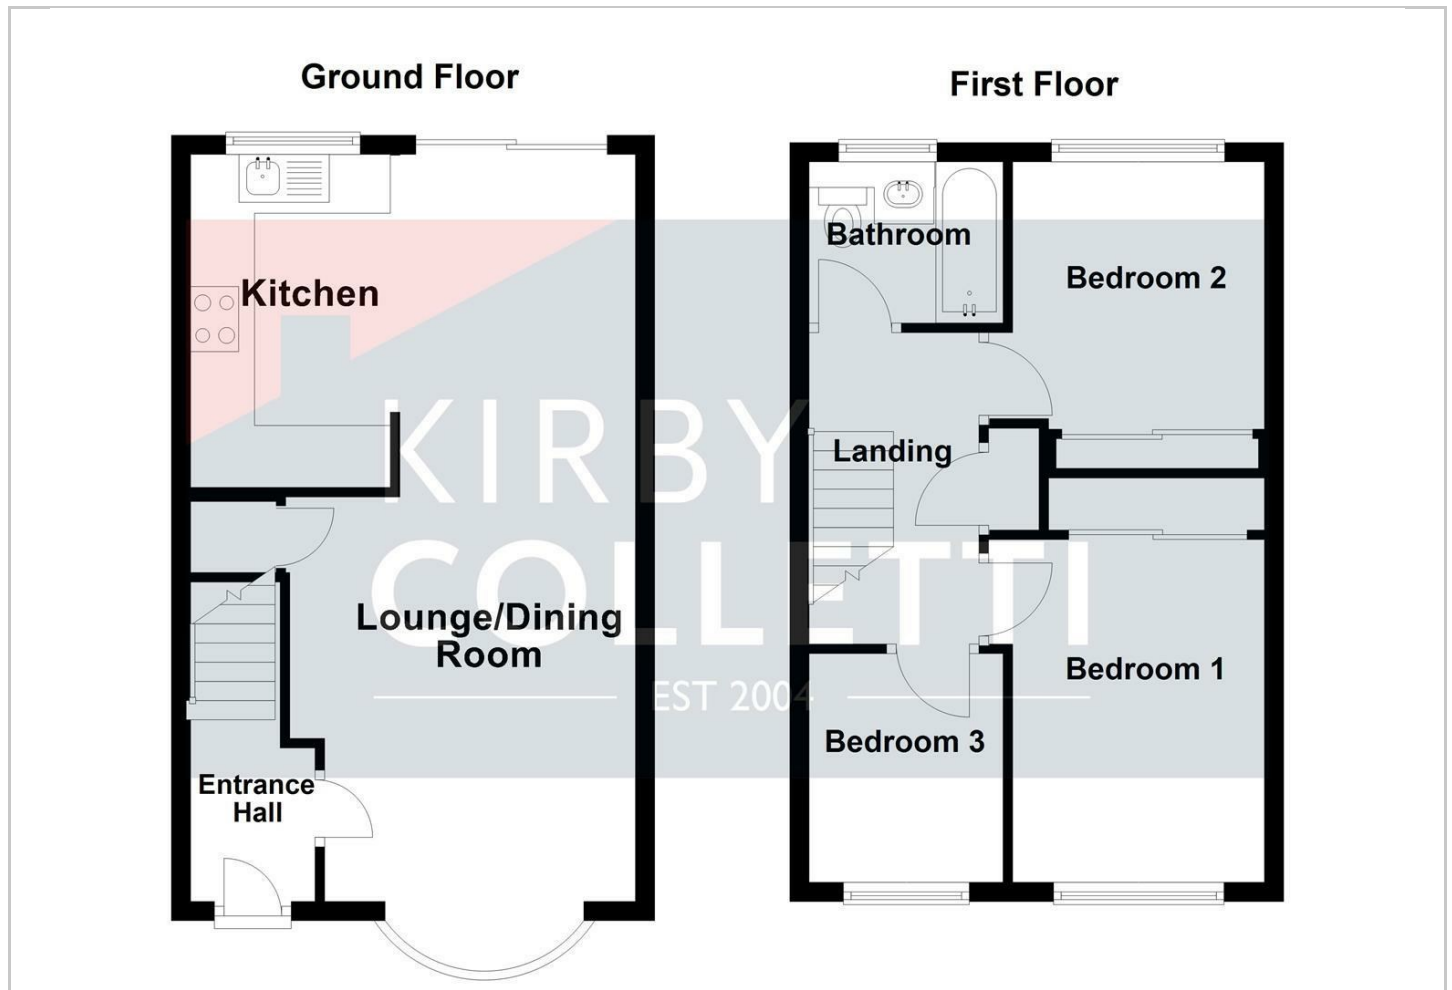 Ground Floor
Kitchen
Lounge/Dining
Room
Entrance
Hall
First Floor
Bathroom
Bedroom 2
Landing
Bedroom 1
Bedroom 3
KIRBY
COLLETTI
EST 2004